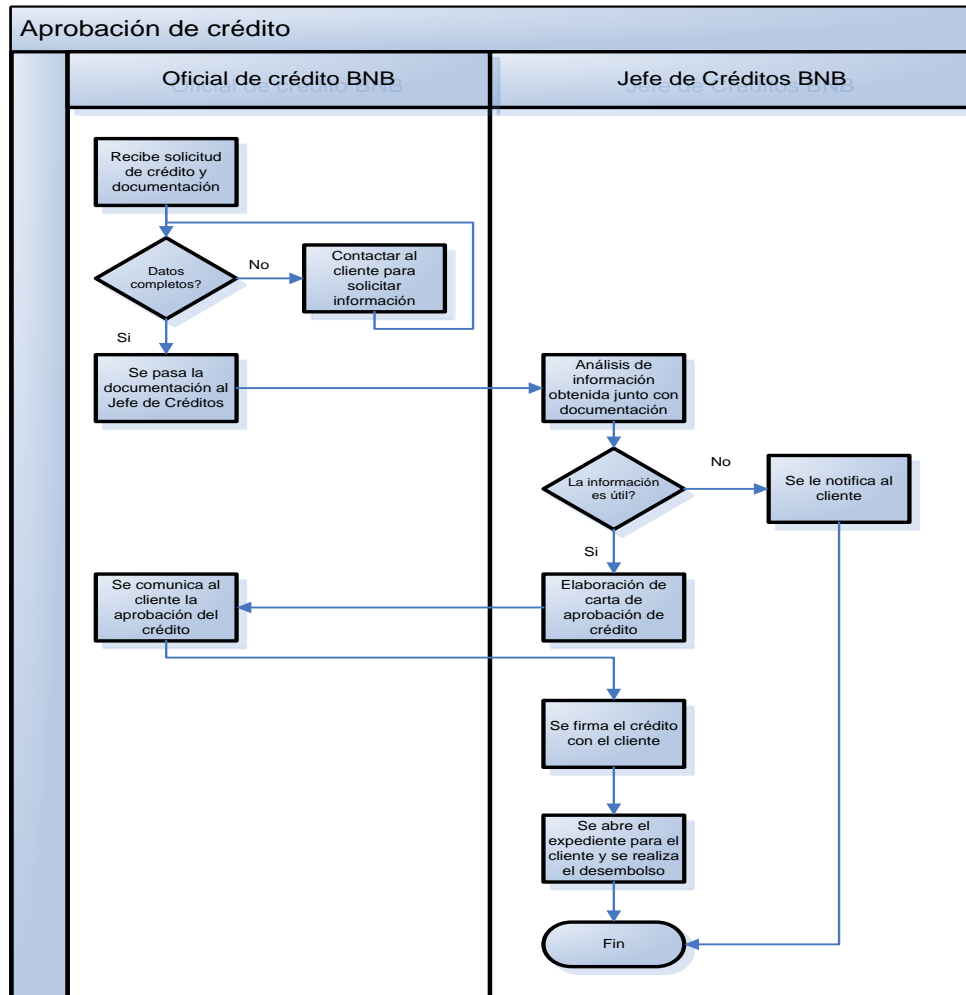 Aprobación de crédito
Oficial de crédito BNB
Jefe de Créditos BNB
Recibe solicitud
de crédito y
documentación
Datos
completos?
No
Contactar al
cliente para
solicitar
información
Si
Se pasa la
documentación al
Jefe de Créditos
Análisis de
información
obtenida junto con
documentación
La información
es útil?
No
Se le notifica al
cliente
Si
Elaboración de
carta de
aprobación de
crédito
Se comunica al
cliente la
aprobación del
crédito
Se firma el crédito
con el cliente
Se abre el
expediente para el
cliente y se realiza
el desembolso
Fin